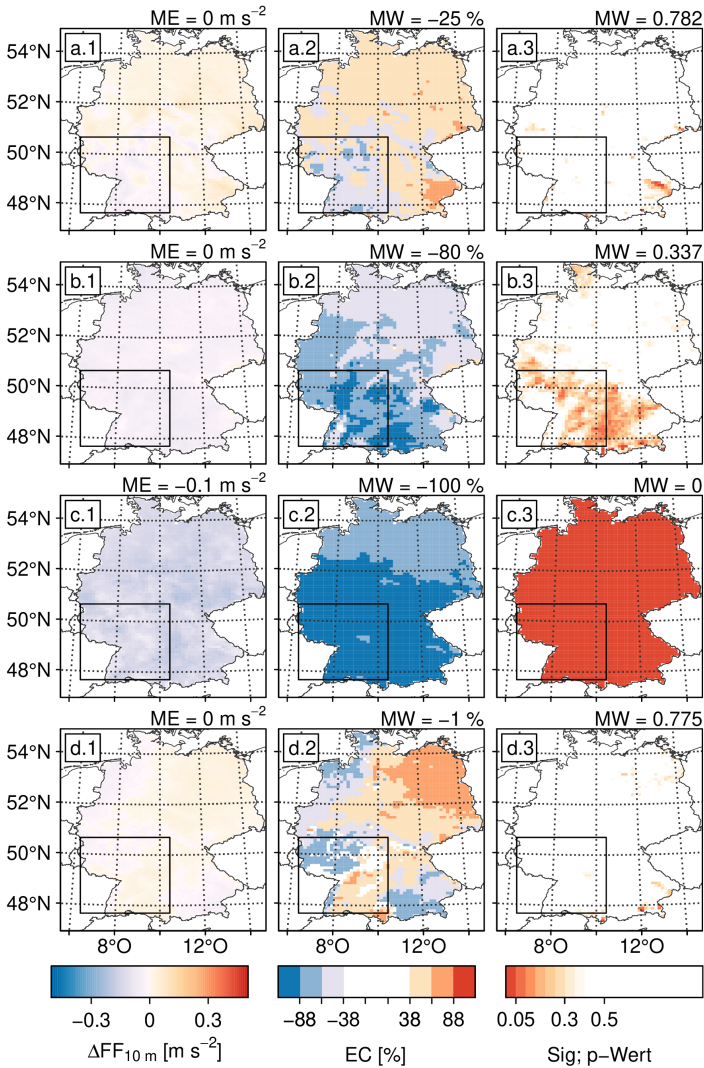 ME = 0 m s⁻² MW = −25 % MW = 0.782
a.1 a.2 a.3
54°N
52°N
50°N
48°N
ME = 0 m s⁻² MW = −80 % MW = 0.337
b.1 b.2 b.3
54°N
52°N
50°N
48°N
ME = −0.1 m s⁻² MW = −100 % MW = 0
c.1 c.2 c.3
54°N
52°N
50°N
48°N
ME = 0 m s⁻² MW = −1 % MW = 0.775
d.1 d.2 d.3
54°N
52°N
50°N
48°N
8°O 12°O 8°O 12°O 8°O 12°O
−0.3 0 0.3 −88 −38 38 88 0.05 0.3 0.5
ΔFF₁₀ ₘ [m s⁻²] EC [%] Sig; p−Wert